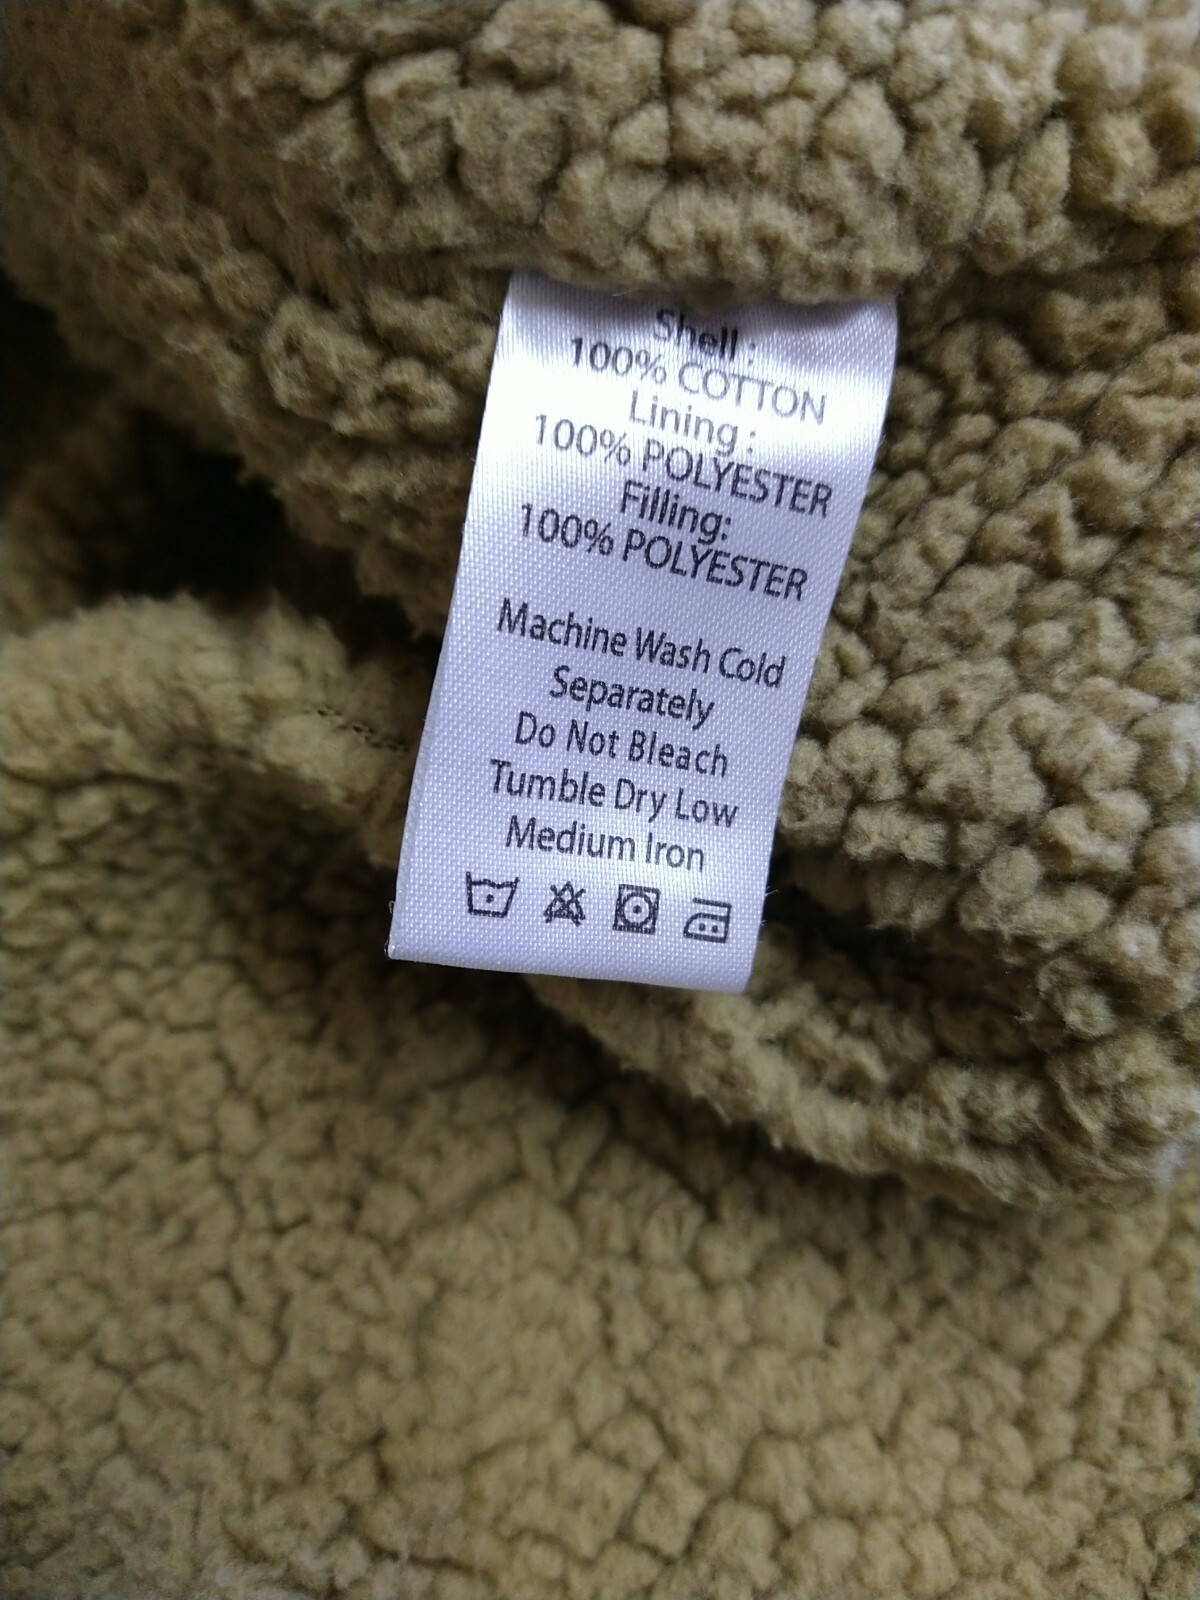 Shell :
100% COTTON
Lining :
100% POLYESTER
Filling:
100% POLYESTER
Machine Wash Cold
Separately
Do Not Bleach
Tumble Dry Low
Medium Iron